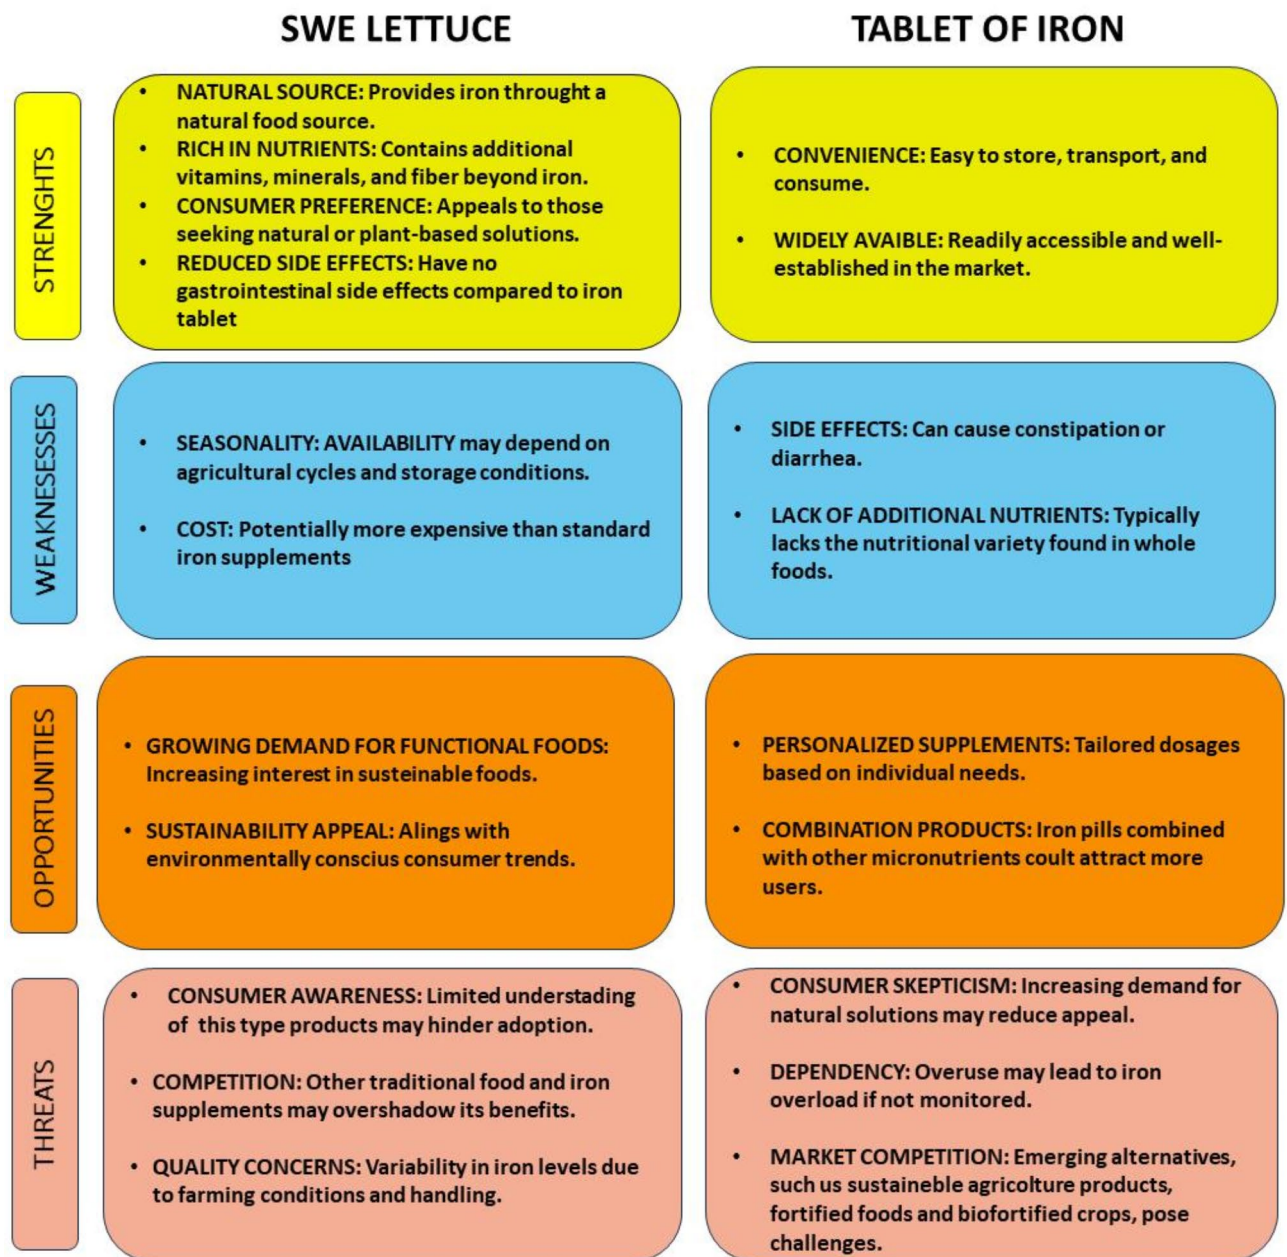 SWE LETTUCE
TABLET OF IRON
STRENGHTS
• NATURAL SOURCE: Provides iron throught a
natural food source.
• RICH IN NUTRIENTS: Contains additional
vitamins, minerals, and fiber beyond iron.
• CONSUMER PREFERENCE: Appeals to those
seeking natural or plant-based solutions.
• REDUCED SIDE EFFECTS: Have no
gastrointestinal side effects compared to iron
tablet
• CONVENIENCE: Easy to store, transport, and
consume.
• WIDELY AVAIBLE: Readily accessible and well-
established in the market.
WEAKNESESSES
• SEASONALITY: AVAILABILITY may depend on
agricultural cycles and storage conditions.
• COST: Potentially more expensive than standard
iron supplements
• SIDE EFFECTS: Can cause constipation or
diarrhea.
• LACK OF ADDITIONAL NUTRIENTS: Typically
lacks the nutritional variety found in whole
foods.
OPPORTUNITIES
• GROWING DEMAND FOR FUNCTIONAL FOODS:
Increasing interest in susteinable foods.
• SUSTAINABILITY APPEAL: Alings with
environmentally conscius consumer trends.
• PERSONALIZED SUPPLEMENTS: Tailored dosages
based on individual needs.
• COMBINATION PRODUCTS: Iron pills combined
with other micronutrients coult attract more
users.
THREATS
• CONSUMER AWARENESS: Limited understading
of this type products may hinder adoption.
• COMPETITION: Other traditional food and iron
supplements may overshadow its benefits.
• QUALITY CONCERNS: Variability in iron levels due
to farming conditions and handling.
• CONSUMER SKEPTICISM: Increasing demand for
natural solutions may reduce appeal.
• DEPENDENCY: Overuse may lead to iron
overload if not monitored.
• MARKET COMPETITION: Emerging alternatives,
such us sustaineble agricolture products,
fortified foods and biofortified crops, pose
challenges.